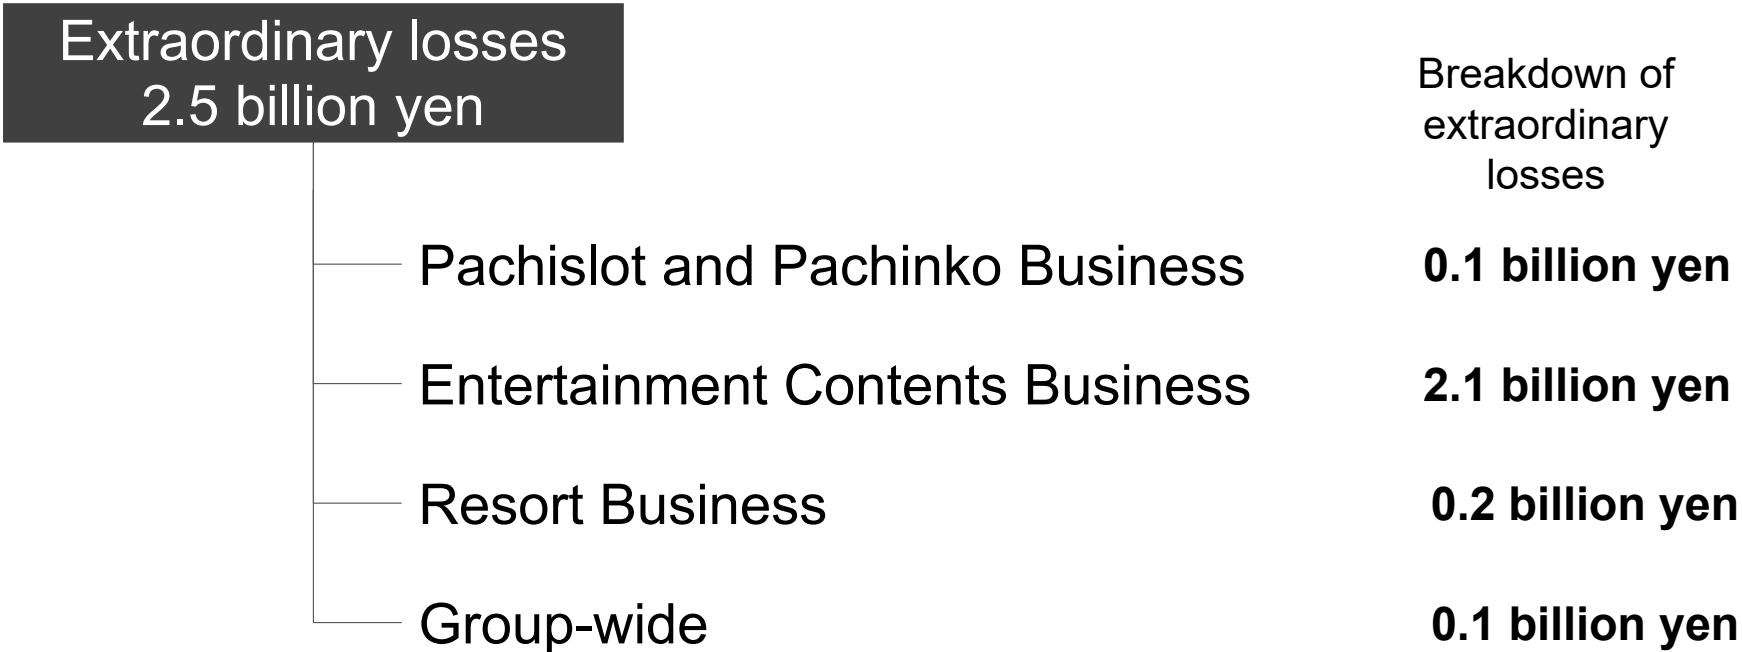 Extraordinary losses
2.5 billion yen
Breakdown of
extraordinary
losses
Pachislot and Pachinko Business 0.1 billion yen
Entertainment Contents Business 2.1 billion yen
Resort Business 0.2 billion yen
Group-wide 0.1 billion yen